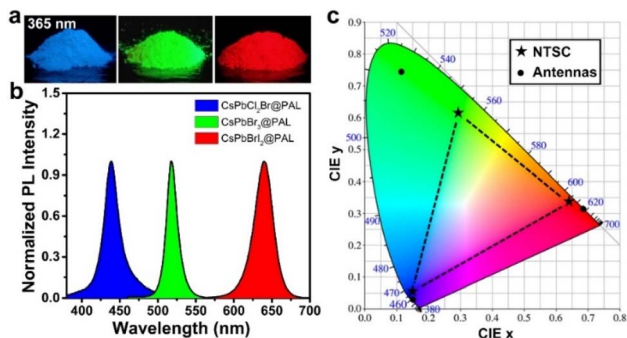 a
365 nm
b
Normalized PL Intensity
1.5
1.2
0.9
0.6
0.3
0.0
CsPbCl₂Br@PAL
CsPbBr₃@PAL
CsPbBrI₂@PAL
400 450 500 550 600 650 700
Wavelength (nm)
c
CIE y
0.9
0.8
0.7
0.6
0.5
0.4
0.3
0.2
0.1
0.0
NTSC
Antennas
520
540
560
580
600
620
700
500
490
480
470
460
380
0.0 0.1 0.2 0.3 0.4 0.5 0.6 0.7 0.8
CIE x